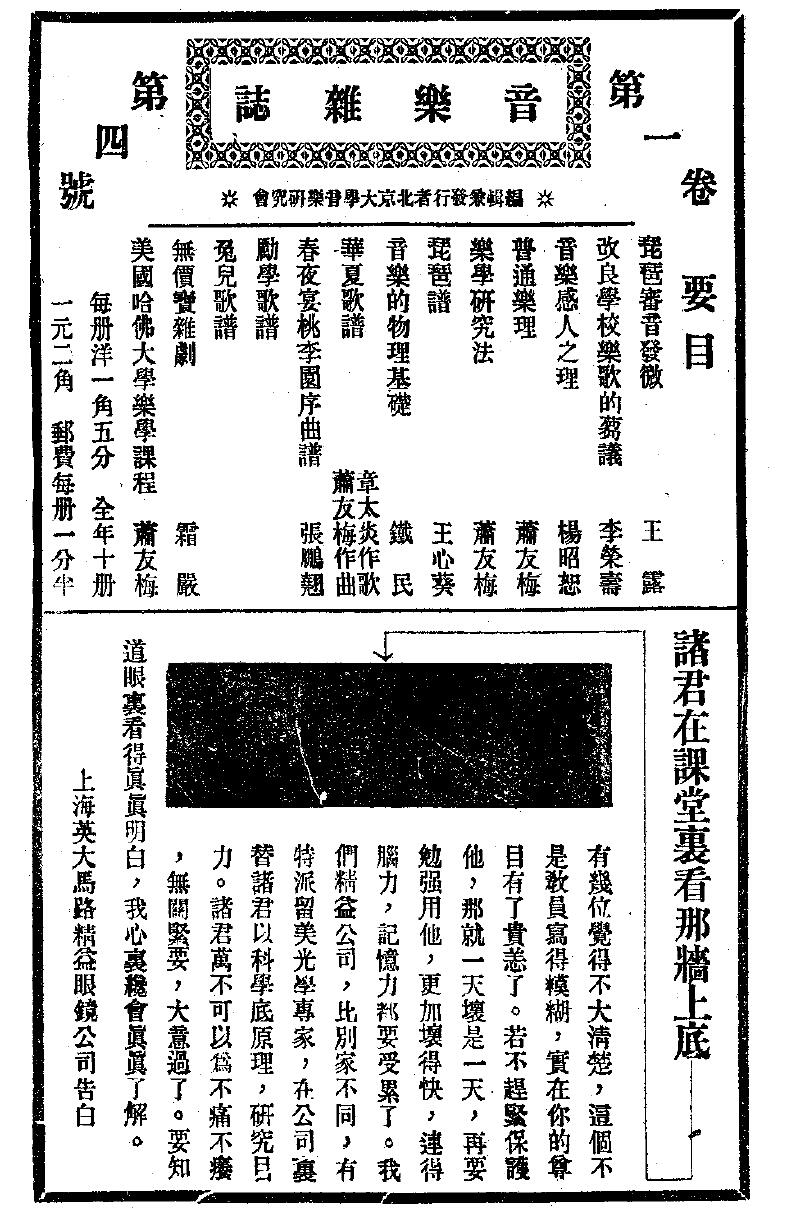 音樂雜誌
第一卷
第四號
編輯兼發行者北京大學音樂研究會
要目
琵琶審音發微 王露
改良學校樂歌的芻議 李榮壽
音樂感人之理 楊昭恕
普通樂理 蕭友梅
樂學研究法 蕭友梅
琵琶譜 王心葵
音樂的物理基礎 鐵民
華夏歌譜 章太炎作歌 蕭友梅作曲
春夜宴桃李園序曲譜 張鵬翹
勵學歌譜
兔兒歌譜
無價寶雜劇 霜嚴
美國哈佛大學樂學課程 蕭友梅
每册洋一角五分 全年十册
一元二角 郵費每册一分半
諸君在課堂裏看那牆上底
有幾位覺得不大清楚，這個不
是敎員寫得糢糊，實在你的尊
目有了貴恙了。若不趕緊保護
他，那就一天壞是一天，再要
勉强用他，更加壞得快，連得
腦力，記憶力都要受累了。我
們精益公司，比別家不同，有
特派留美光學專家，在公司裏
替諸君以科學底原理，研究目
力。諸君萬不可以爲不痛不癢
，無關緊要，大意過了。要知
道眼裏看得眞眞明白，我心裏纔會眞眞了解。
上海英大馬路精益眼鏡公司告白